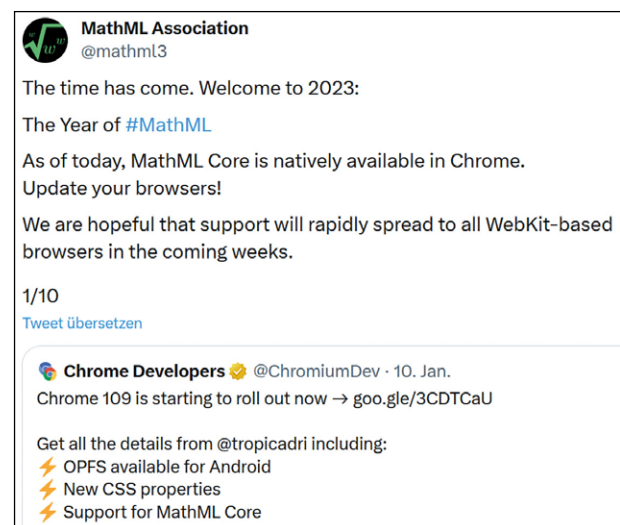 MathML Association
@mathml3
The time has come. Welcome to 2023:
The Year of #MathML
As of today, MathML Core is natively available in Chrome.
Update your browsers!
We are hopeful that support will rapidly spread to all WebKit-based
browsers in the coming weeks.
1/10
Tweet übersetzen
Chrome Developers @ChromiumDev · 10. Jan.
Chrome 109 is starting to roll out now → goo.gle/3CDTCaU
Get all the details from @tropicadri including:
⚡ OPFS available for Android
⚡ New CSS properties
⚡ Support for MathML Core